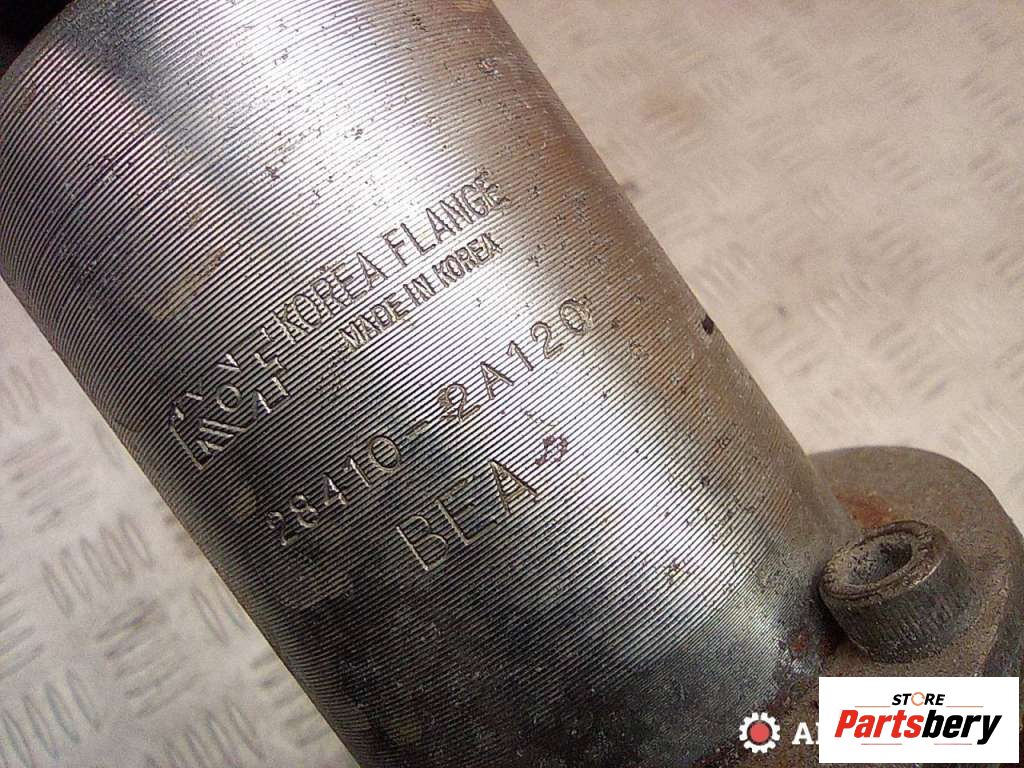 KOREA FLANGE
MADE IN KOREA
28410-2A120
BEA
STORE
Partsbery